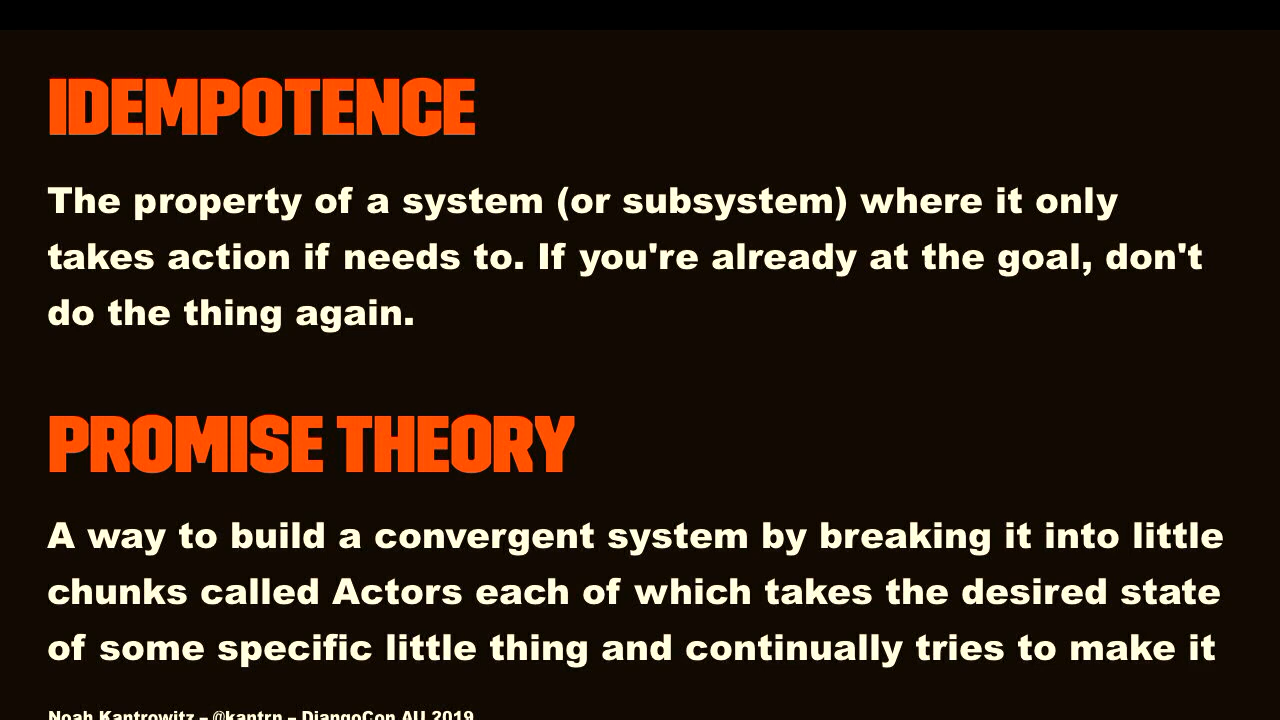 IDEMPOTENCE
The property of a system (or subsystem) where it only
takes action if needs to. If you're already at the goal, don't
do the thing again.
PROMISE THEORY
A way to build a convergent system by breaking it into little
chunks called Actors each of which takes the desired state
of some specific little thing and continually tries to make it
Noah Kantrowitz – @kantrn – DjangoCon AU 2019